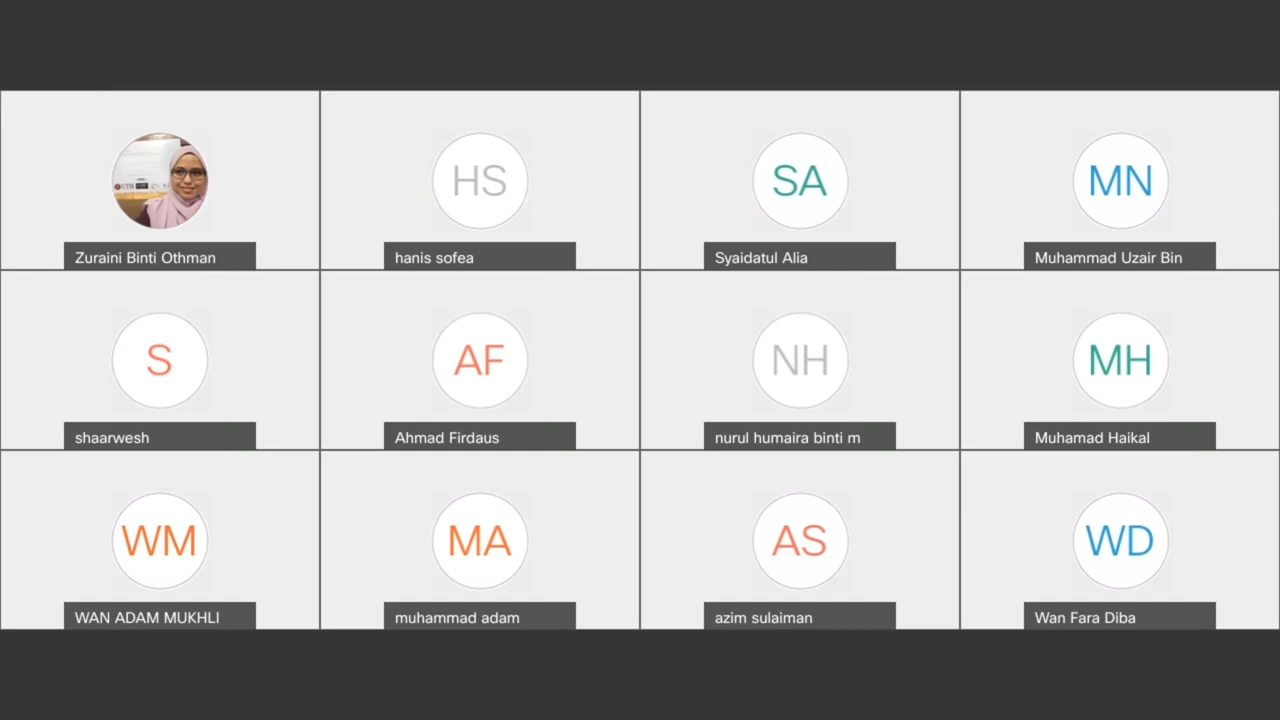 Zuraini Binti Othman
HS
hanis sofea
SA
Syaidatul Alia
MN
Muhammad Uzair Bin
S
shaarwesh
AF
Ahmad Firdaus
NH
nurul humaira binti m
MH
Muhamad Haikal
WM
WAN ADAM MUKHLI
MA
muhammad adam
AS
azim sulaiman
WD
Wan Fara Diba